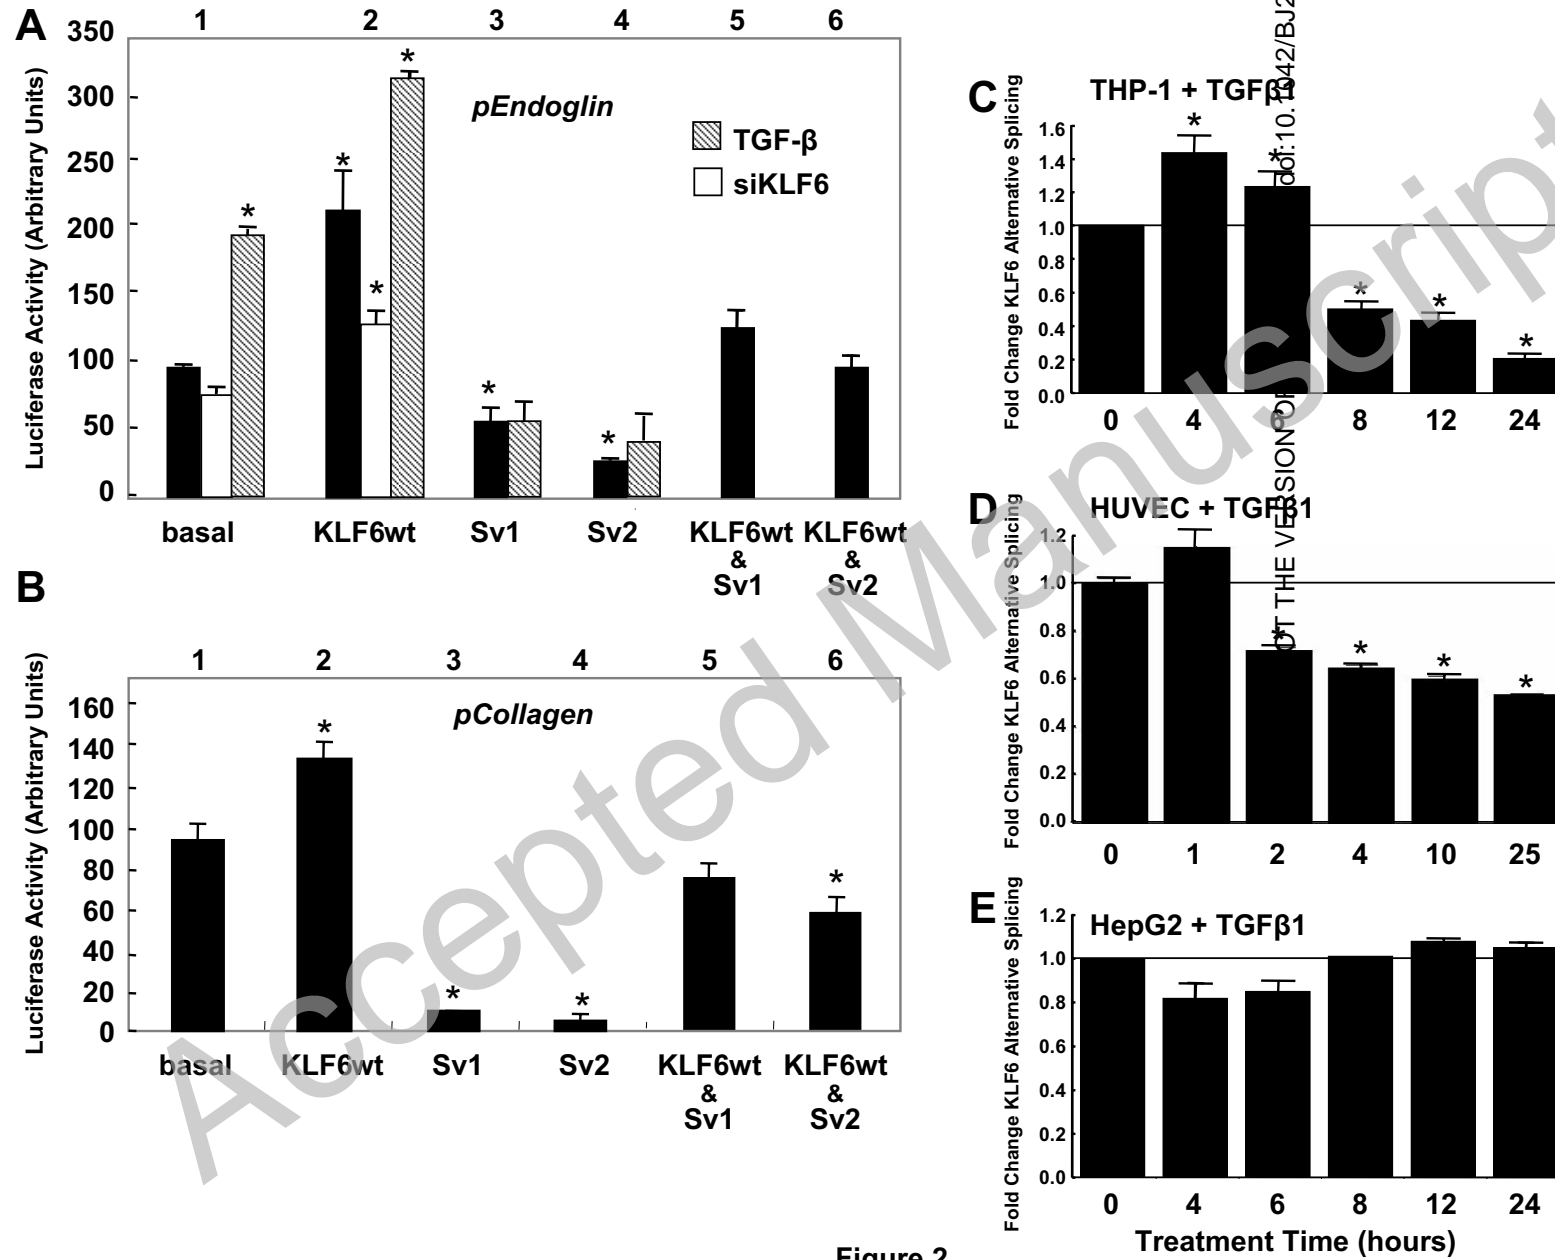 A
1 2 3 4 5 6
Luciferase Activity (Arbitrary Units)
350
300
250
200
150
100
50
0
pEndoglin
TGF-β
siKLF6
* * * * * *
basal KLF6wt Sv1 Sv2 KLF6wt & Sv1 KLF6wt & Sv2
B
1 2 3 4 5 6
Luciferase Activity (Arbitrary Units)
160
140
120
100
80
60
40
20
0
pCollagen
* * * *
basal KLF6wt Sv1 Sv2 KLF6wt & Sv1 KLF6wt & Sv2
C
THP-1 + TGFβ1
Fold Change KLF6 Alternative Splicing
1.6
1.4
1.2
1.0
0.8
0.6
0.4
0.2
0.0
* * * * *
0 4 6 8 12 24
D
HUVEC + TGFβ1
Fold Change KLF6 Alternative Splicing
1.2
1.0
0.8
0.6
0.4
0.2
0.0
* * * *
0 1 2 4 10 25
E
HepG2 + TGFβ1
Fold Change KLF6 Alternative Splicing
1.2
1.0
0.8
0.6
0.4
0.2
0.0
0 4 6 8 12 24
Treatment Time (hours)
Figure 2
Accepted Manuscript
THE VERSION